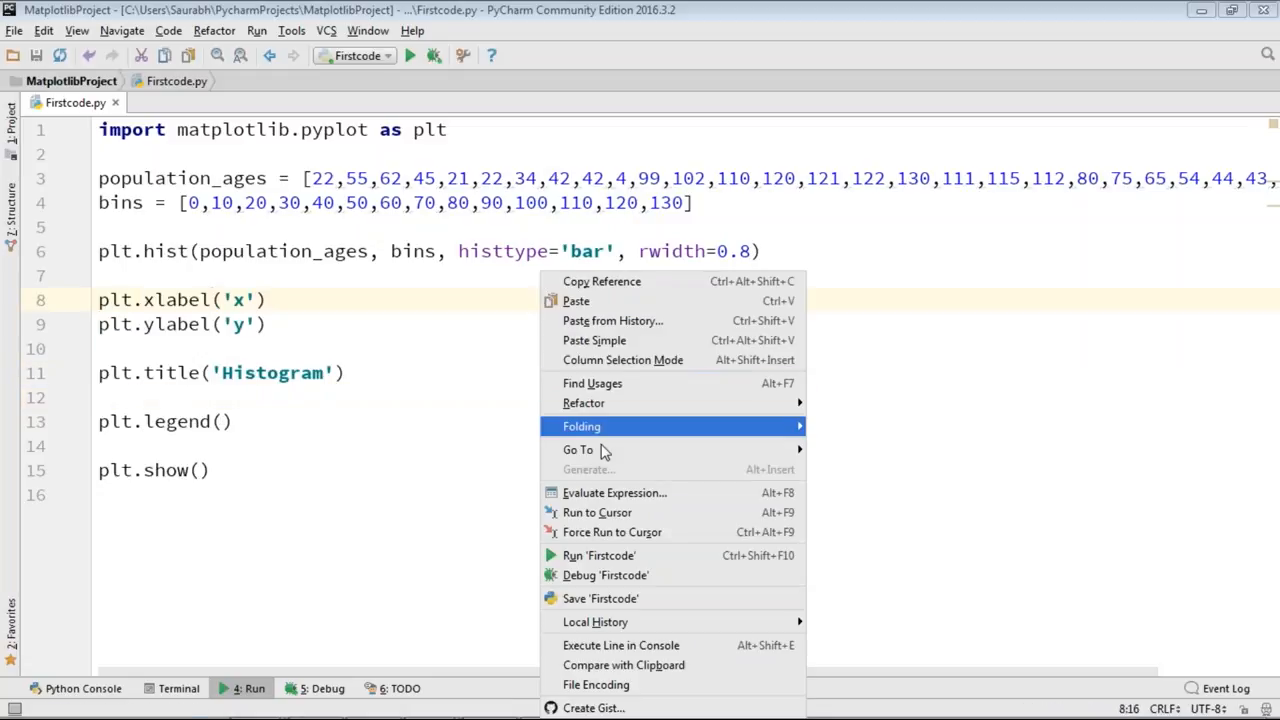 MatplotlibProject - [C:\Users\Saurabh\PycharmProjects\MatplotlibProject] - ...\Firstcode.py - PyCharm Community Edition 2016.3.2
File Edit View Navigate Code Refactor Run Tools VCS Window Help
Firstcode
MatplotlibProject Firstcode.py
Firstcode.py
1: Project
Z: Structure
2: Favorites
1 import matplotlib.pyplot as plt
2
3 population_ages = [22,55,62,45,21,22,34,42,42,4,99,102,110,120,121,122,130,111,115,112,80,75,65,54,44,43,
4 bins = [0,10,20,30,40,50,60,70,80,90,100,110,120,130]
5
6 plt.hist(population_ages, bins, histtype='bar', rwidth=0.8)
7
8 plt.xlabel('x')
9 plt.ylabel('y')
10
11 plt.title('Histogram')
12
13 plt.legend()
14
15 plt.show()
16
Copy Reference Ctrl+Alt+Shift+C
Paste Ctrl+V
Paste from History... Ctrl+Shift+V
Paste Simple Ctrl+Alt+Shift+V
Column Selection Mode Alt+Shift+Insert
Find Usages Alt+F7
Refactor
Folding
Go To
Generate... Alt+Insert
Evaluate Expression... Alt+F8
Run to Cursor Alt+F9
Force Run to Cursor Ctrl+Alt+F9
Run 'Firstcode' Ctrl+Shift+F10
Debug 'Firstcode'
Save 'Firstcode'
Local History
Execute Line in Console Alt+Shift+E
Compare with Clipboard
File Encoding
Create Gist...
Python Console Terminal 4: Run 5: Debug 6: TODO Event Log
8:16 CRLF÷ UTF-8÷